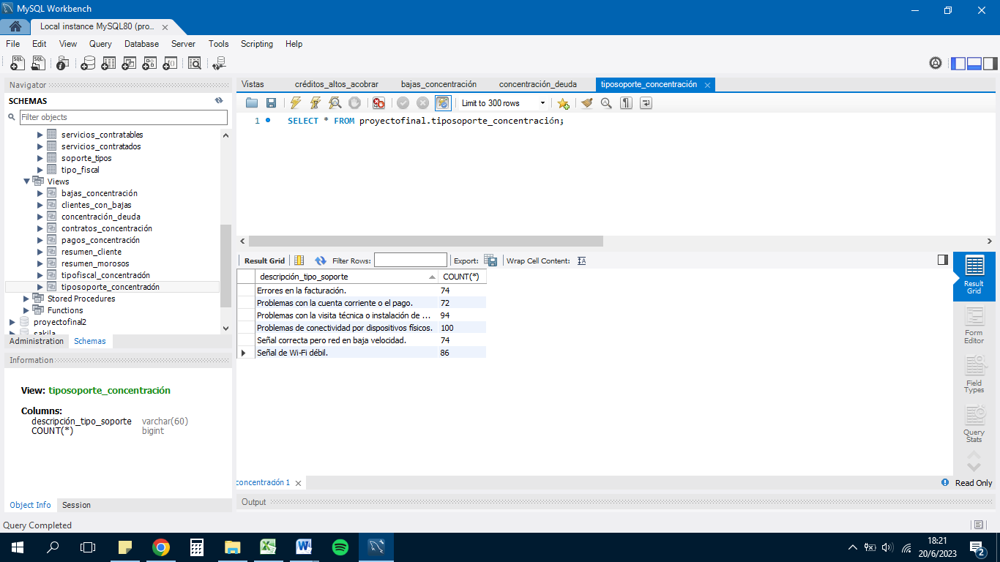 MySQL Workbench
Local instance MySQL80 (pro...
File Edit View Query Database Server Tools Scripting Help
Navigator
SCHEMAS
Filter objects
servicios_contratables
servicios_contratados
soporte_tipos
tipo_fiscal
Views
bajas_concentración
clientes_con_bajas
concentración_deuda
contratos_concentración
pagos_concentración
resumen_cliente
resumen_morosos
tipofiscal_concentración
tiposoporte_concentración
Stored Procedures
Functions
proyectofinal2
sakila
Administration Schemas
Information
View: tiposoporte_concentración
Columns:
descripción_tipo_soporte varchar(60)
COUNT(*) bigint
Object Info Session
Query Completed
Vistas créditos_altos_acobrar bajas_concentración concentración_deuda tiposoporte_concentración
Limit to 300 rows
1 SELECT * FROM proyectofinal.tiposoporte_concentración;
Result Grid Filter Rows: Export: Wrap Cell Content:
descripción_tipo_soporte COUNT(*)
Errores en la facturación. 74
Problemas con la cuenta corriente o el pago. 72
Problemas con la visita técnica o instalación de ... 94
Problemas de conectividad por dispositivos físicos. 100
Señal correcta pero red en baja velocidad. 74
Señal de Wi-Fi débil. 86
Result
Grid
Form
Editor
Field
Types
Query
Stats
concentración 1
Read Only
Output
18:21
20/6/2023
2